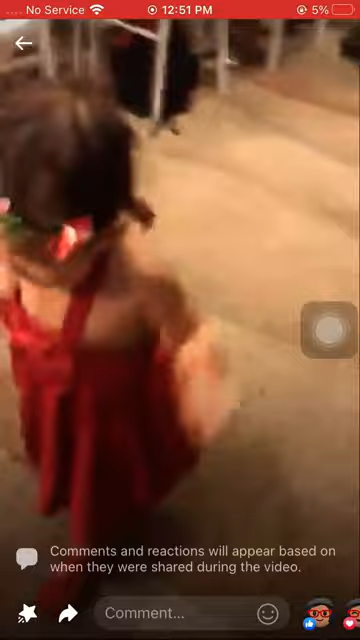 No Service 12:51 PM 5%
Comments and reactions will appear based on
when they were shared during the video.
Comment...